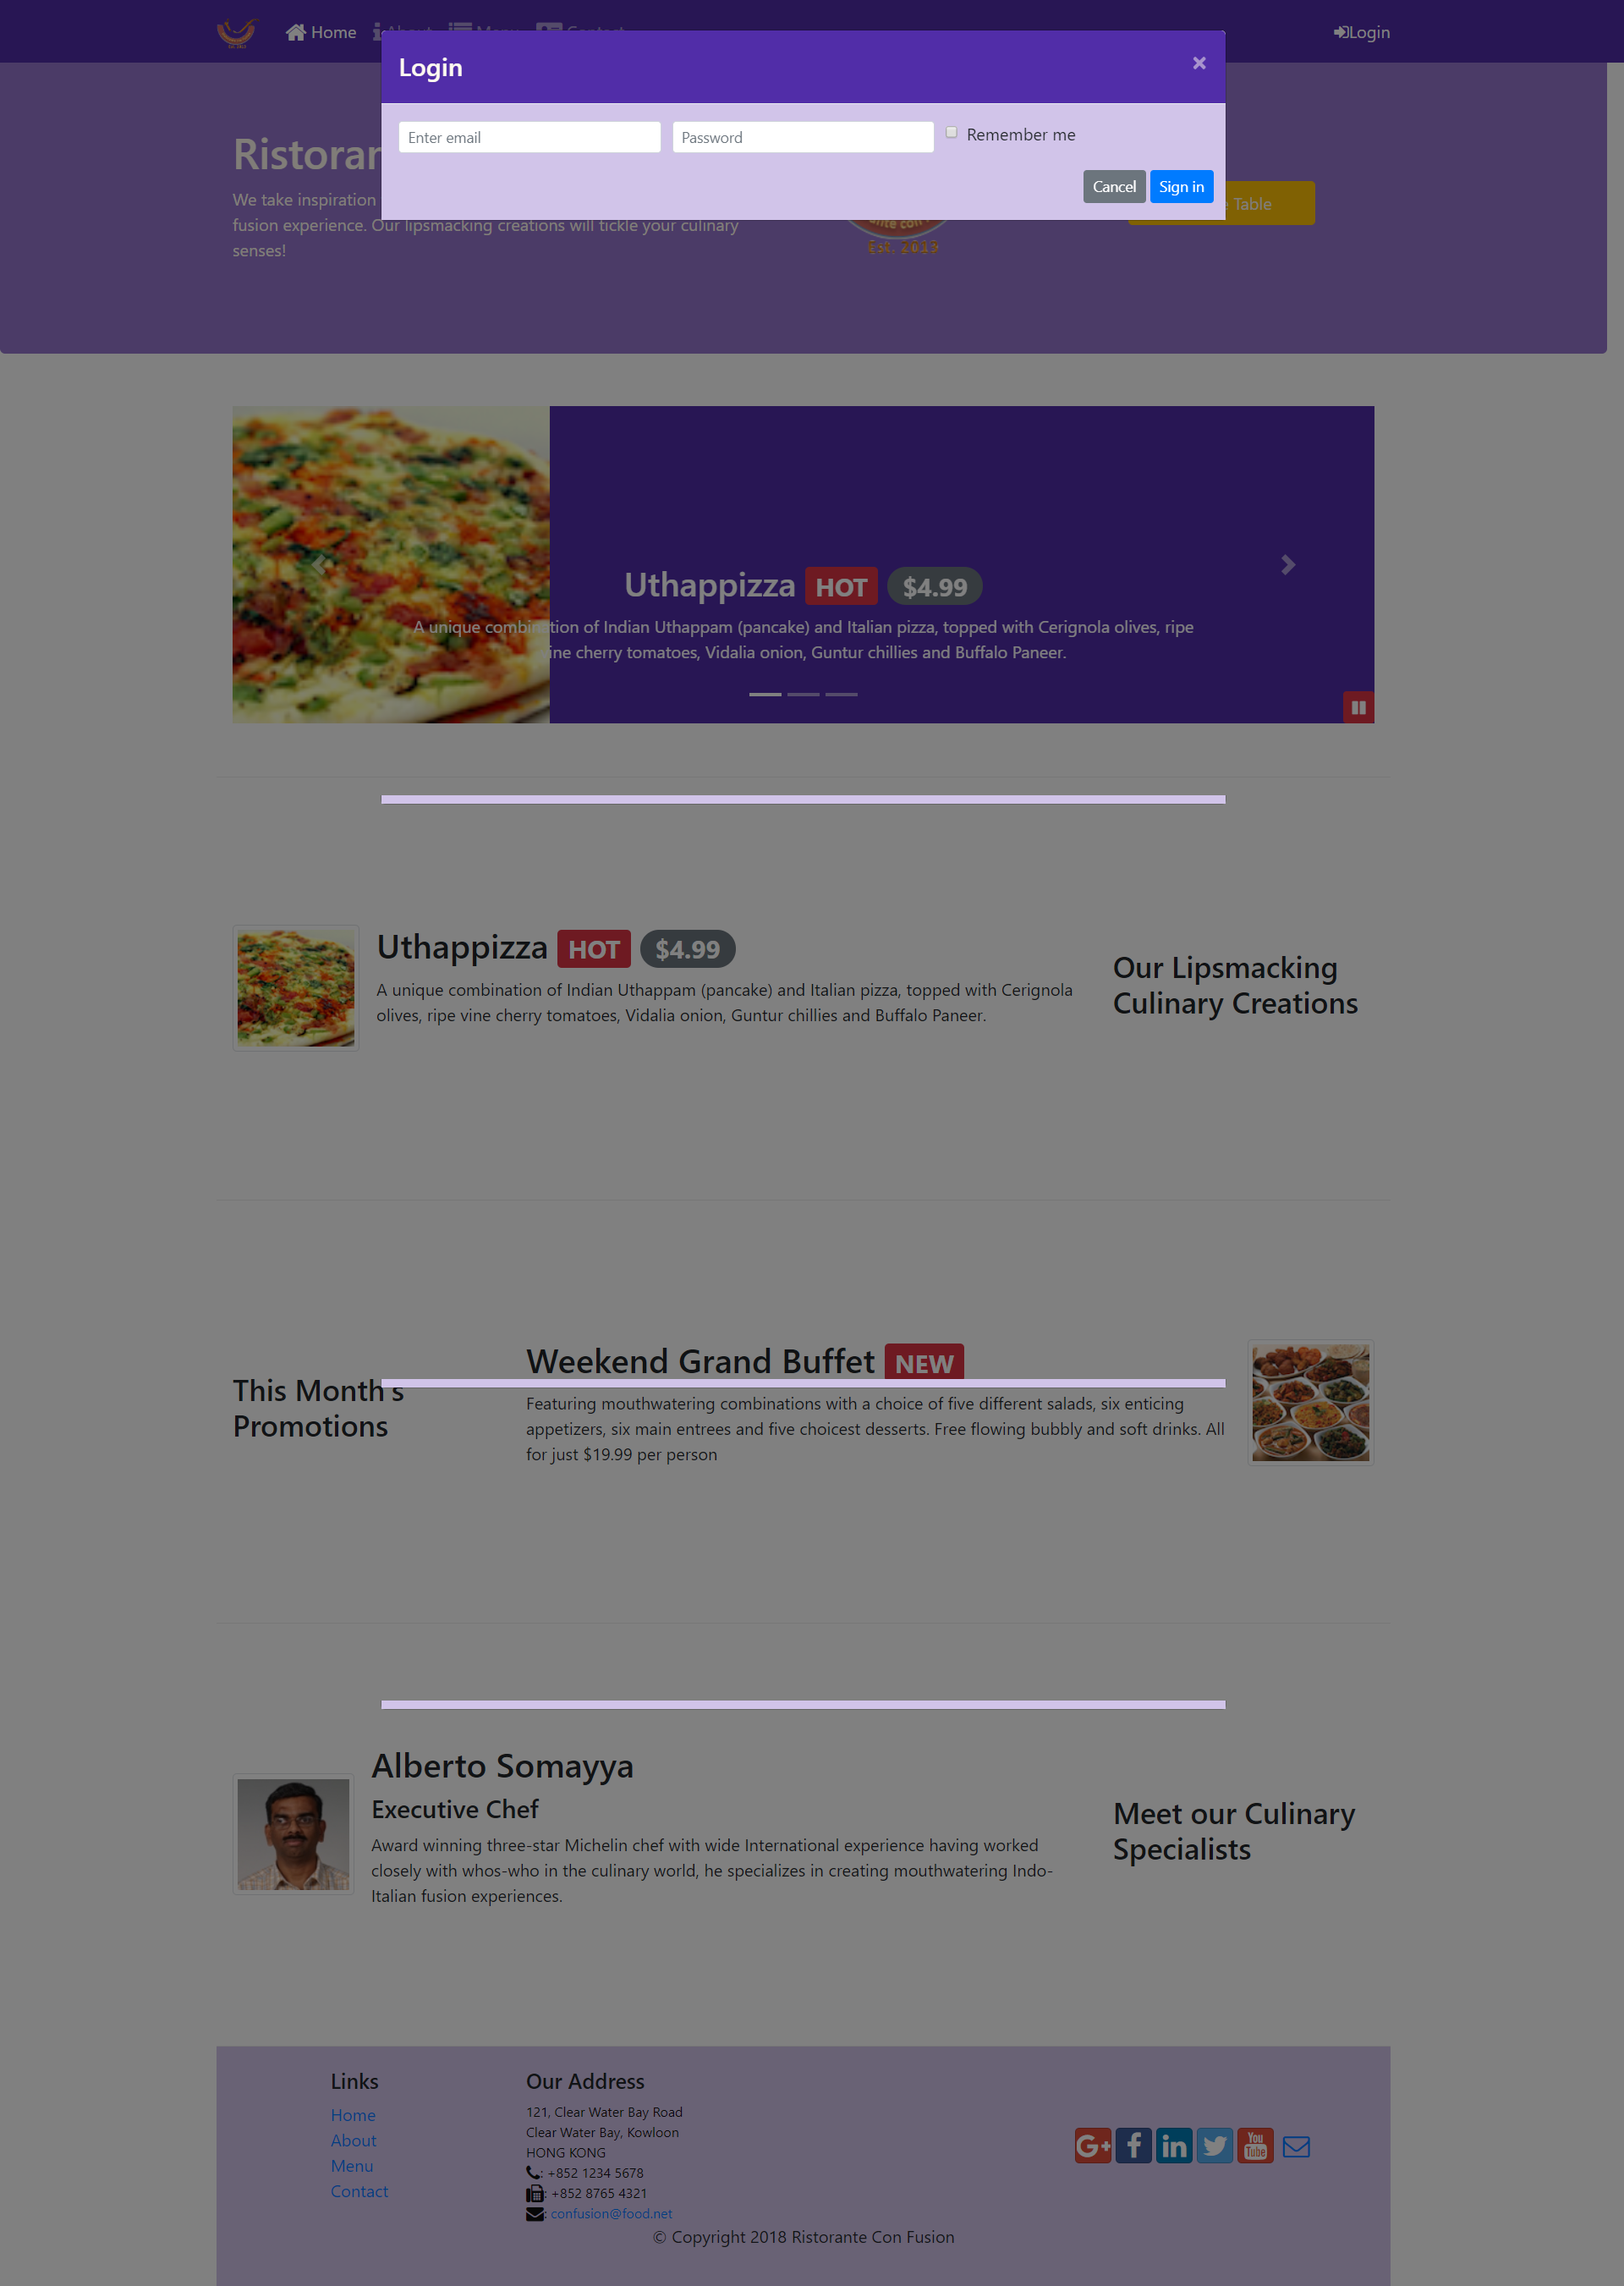 Home About Menu Contact Login
Login ×
Enter email Password Remember me
Cancel Sign in
Ristoran
We take inspiration
fusion experience. Our lipsmacking creations will tickle your culinary
senses!
Est. 2013
Table
Uthappizza HOT $4.99
A unique combination of Indian Uthappam (pancake) and Italian pizza, topped with Cerignola olives, ripe
vine cherry tomatoes, Vidalia onion, Guntur chillies and Buffalo Paneer.
Uthappizza HOT $4.99
A unique combination of Indian Uthappam (pancake) and Italian pizza, topped with Cerignola
olives, ripe vine cherry tomatoes, Vidalia onion, Guntur chillies and Buffalo Paneer.
Our Lipsmacking
Culinary Creations
This Month's
Promotions
Weekend Grand Buffet NEW
Featuring mouthwatering combinations with a choice of five different salads, six enticing
appetizers, six main entrees and five choicest desserts. Free flowing bubbly and soft drinks. All
for just $19.99 per person
Alberto Somayya
Executive Chef
Award winning three-star Michelin chef with wide International experience having worked
closely with whos-who in the culinary world, he specializes in creating mouthwatering Indo-
Italian fusion experiences.
Meet our Culinary
Specialists
Links
Home
About
Menu
Contact
Our Address
121, Clear Water Bay Road
Clear Water Bay, Kowloon
HONG KONG
: +852 1234 5678
: +852 8765 4321
: confusion@food.net
G+ f in You Tube
© Copyright 2018 Ristorante Con Fusion